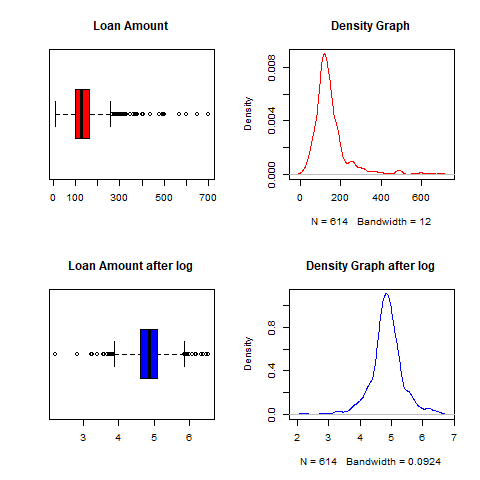 Loan Amount
0 100 300 500 700
Density Graph
Density
0.000 0.004 0.008
0 200 400 600
N = 614 Bandwidth = 12
Loan Amount after log
3 4 5 6
Density Graph after log
Density
0.0 0.4 0.8
2 3 4 5 6 7
N = 614 Bandwidth = 0.0924